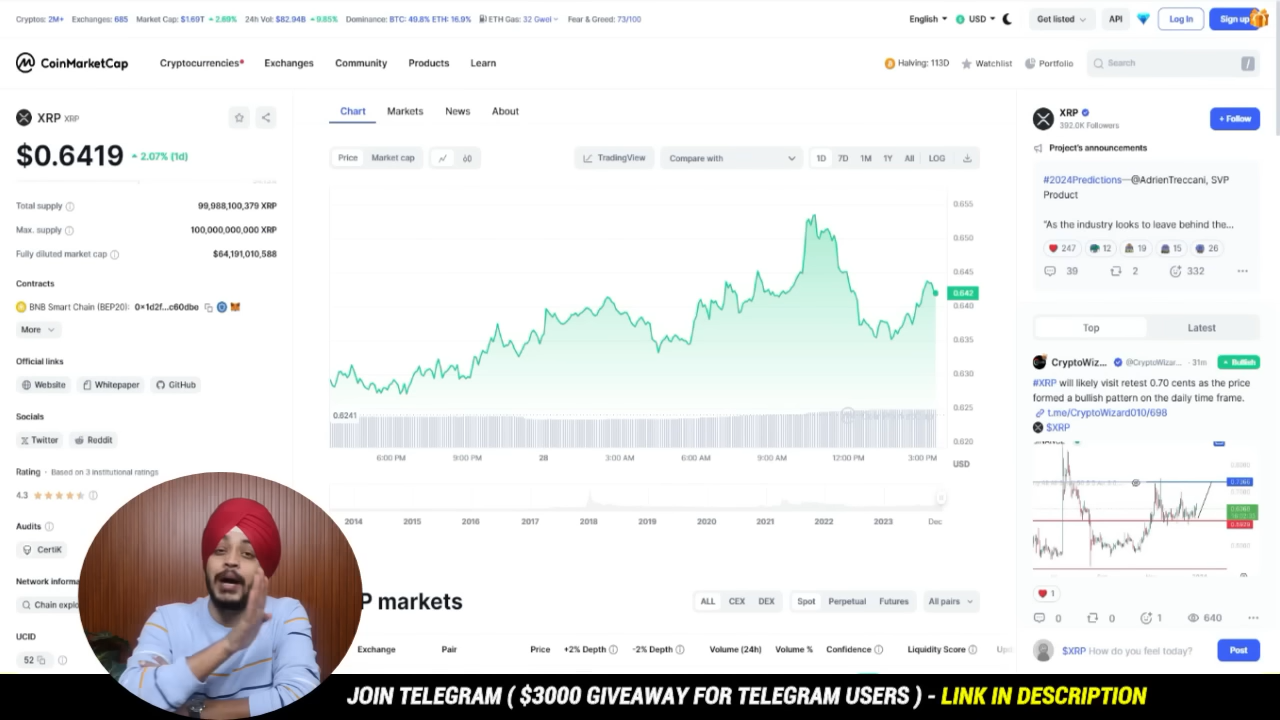 Cryptos: 2M+ Exchanges: 685 Market Cap: $1.69T 2.89% 24h Vol: $82.94B 9.85% Dominance: BTC: 49.8% ETH: 16.9% ETH Gas: 32 Gwei Fear & Greed: 73/100
English USD Get listed API Log In Sign up
CoinMarketCap Cryptocurrencies Exchanges Community Products Learn
Halving: 113D Watchlist Portfolio Search /
XRP XRP
$0.6419 2.07% (1d)
Total supply 99,988,100,379 XRP
Max. supply 100,000,000,000 XRP
Fully diluted market cap $64,191,010,588
Contracts
BNB Smart Chain (BEP20): 0x1d2f...c60dbe
More
Official links
Website Whitepaper GitHub
Socials
Twitter Reddit
Rating · Based on 3 institutional ratings
4.3
Audits
CertiK
Network informa
Chain explo
UCID
52
Chart Markets News About
Price Market cap TradingView Compare with 1D 7D 1M 1Y All LOG
0.655
0.650
0.645
0.642
0.640
0.635
0.630
0.625
0.620
0.6241
6:00 PM 9:00 PM 28 3:00 AM 6:00 AM 9:00 AM 12:00 PM 3:00 PM USD
2014 2015 2016 2017 2018 2019 2020 2021 2022 2023 Dec
P markets
ALL CEX DEX Spot Perpetual Futures All pairs
Exchange Pair Price +2% Depth -2% Depth Volume (24h) Volume % Confidence Liquidity Score
XRP
392.0K Followers
+ Follow
Project's announcements
#2024Predictions—@AdrienTreccani, SVP
Product
"As the industry looks to leave behind the...
247 12 19 15 26
39 2 332
Top Latest
CryptoWiz... @CryptoWizar... · 31m Bullish
#XRP will likely visit retest 0.70 cents as the price
formed a bullish pattern on the daily time frame.
t.me/CryptoWizard010/698
$XRP
1
0 0 1 640
$XRP How do you feel today? Post
JOIN TELEGRAM ( $3000 GIVEAWAY FOR TELEGRAM USERS ) - LINK IN DESCRIPTION